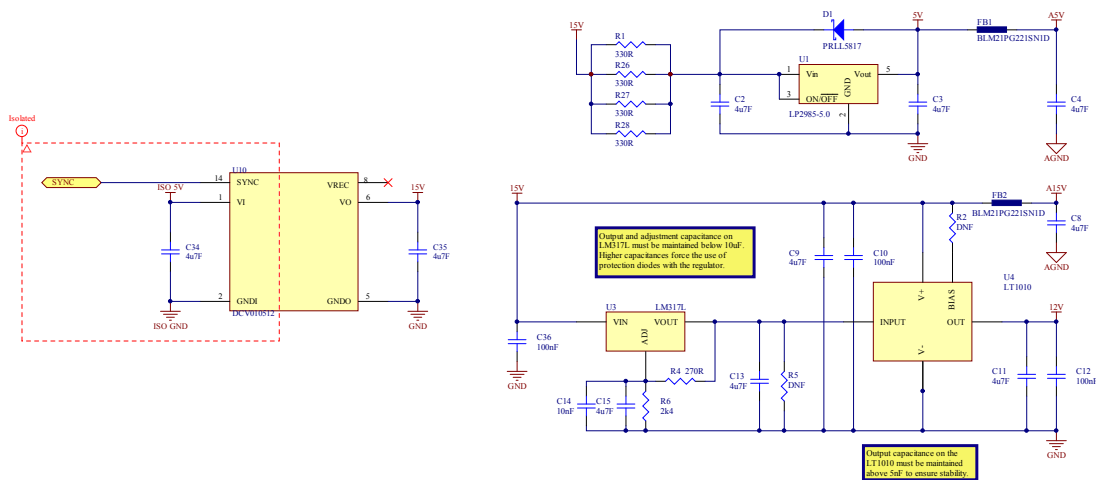 Isolated
i
SYNC
ISO 5V
C34
4u7F
ISO GND
U10
14
SYNC
1
VI
2
GNDI
VREC
8
VO
6
GNDO
5
DCV010512
15V
C35
4u7F
GND
15V
R1
330R
R26
330R
R27
330R
R28
330R
C2
4u7F
D1
PRLL5817
U1
1
Vin
Vout
5
3
ON/OFF
GND
2
LP2985-5.0
5V
C3
4u7F
GND
FB1
BLM21PG221SN1D
A5V
C4
4u7F
AGND
15V
C36
100nF
GND
Output and adjustment capacitance on
LM317L must be maintained below 10uF.
Higher capacitances force the use of
protection diodes with the regulator.
U3
LM317L
VIN
VOUT
ADJ
R4 270R
C14
10nF
C15
4u7F
R6
2k4
C13
4u7F
R5
DNF
C9
4u7F
C10
100nF
R2
DNF
FB2
BLM21PG221SN1D
A15V
C8
4u7F
AGND
U4
LT1010
V+
BIAS
INPUT
OUT
V-
12V
C11
4u7F
C12
100nF
GND
Output capacitance on the
LT1010 must be maintained
above 5nF to ensure stability.